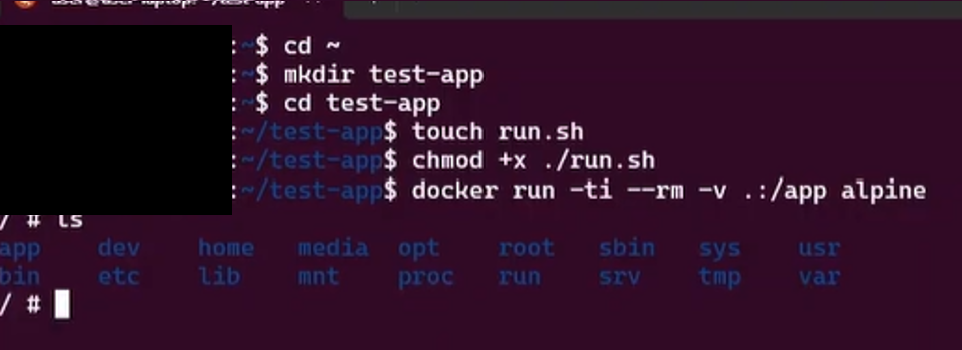 :~$ cd ~
:~$ mkdir test-app
:~$ cd test-app
:~/test-app$ touch run.sh
:~/test-app$ chmod +x ./run.sh
:~/test-app$ docker run -ti --rm -v .:/app alpine
/ # ls
app dev home media opt root sbin sys usr
bin etc lib mnt proc run srv tmp var
/ #